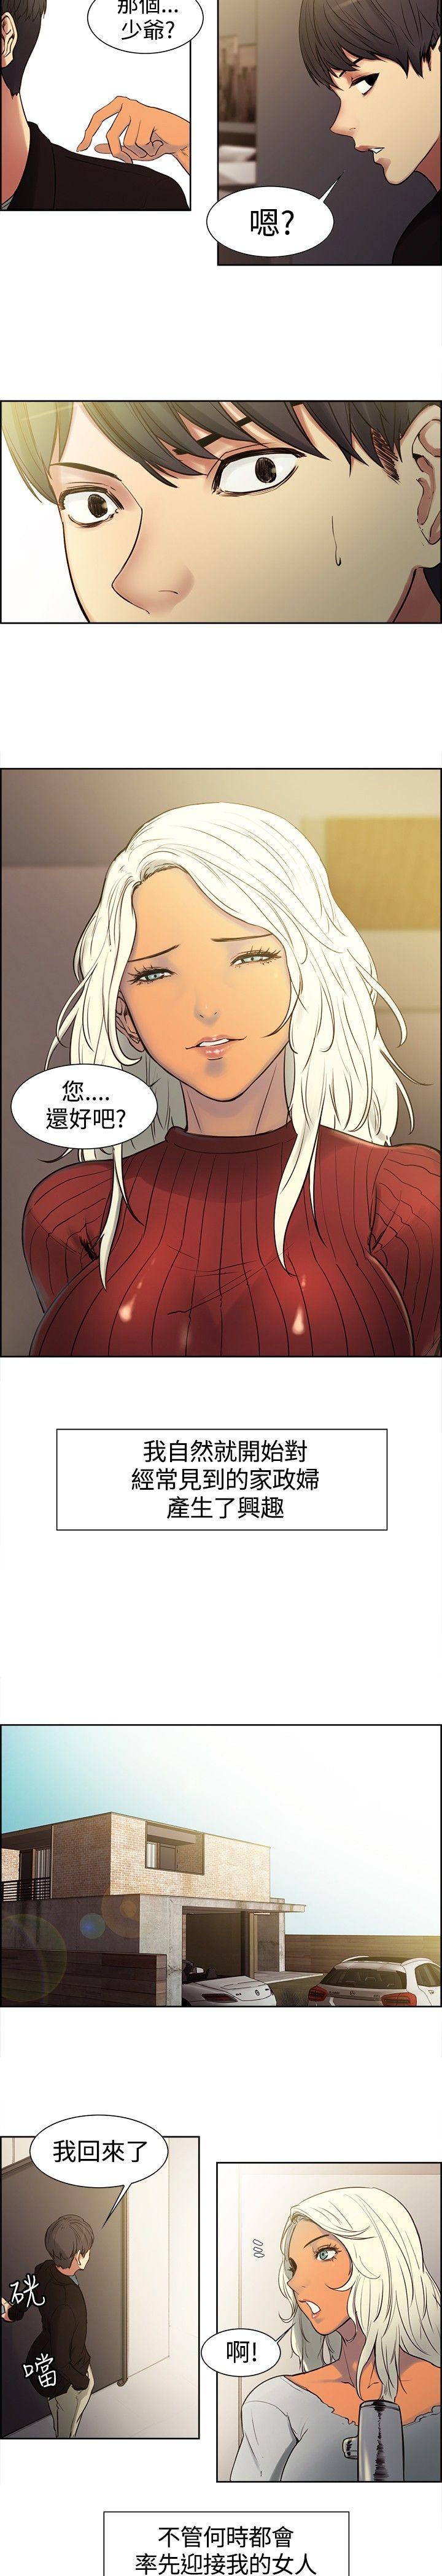 那個...
少爺?
嗯?
您....
還好吧?
我自然就開始對
經常見到的家政婦
產生了興趣
我回來了
硄
噹
啊!
不管何時都會
率先迎接我的女人